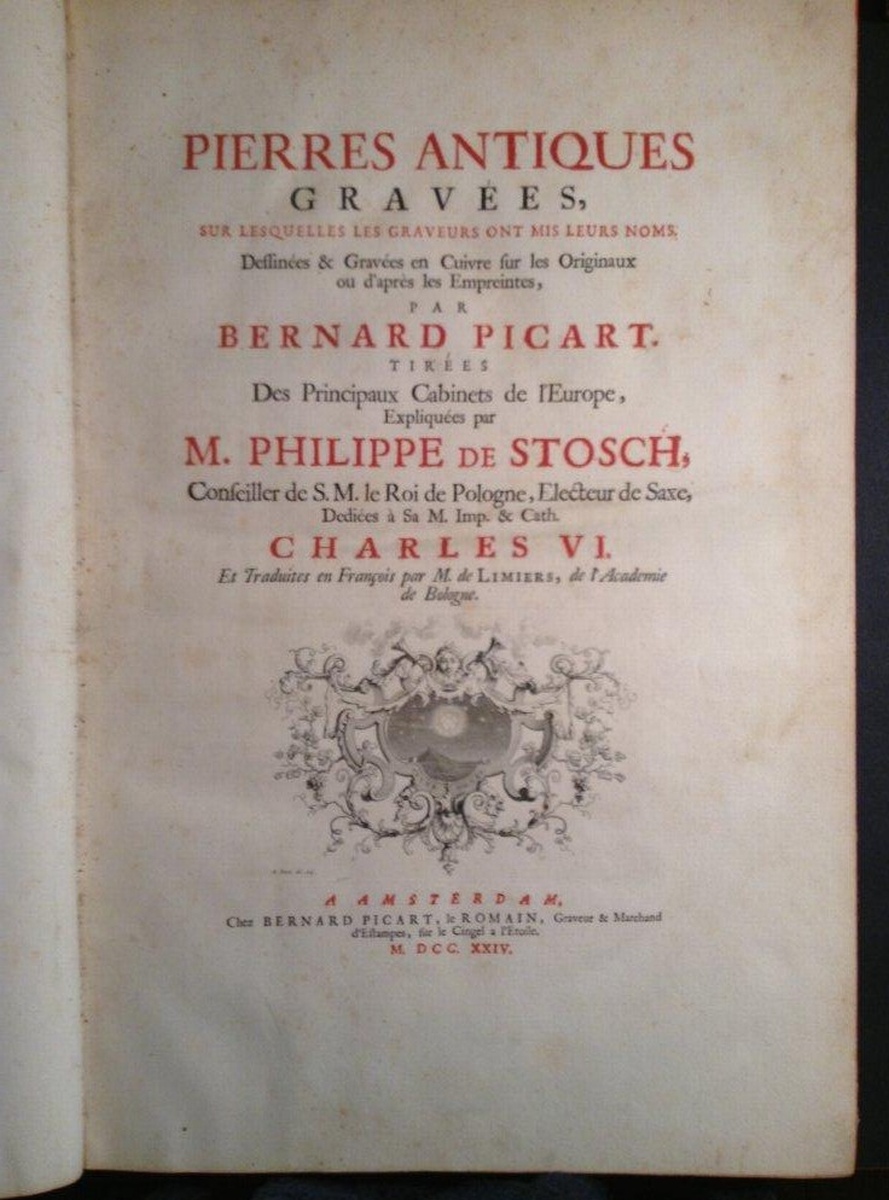 PIERRES ANTIQUES
GRAVÉES,
SUR LESQUELLES LES GRAVEURS ONT MIS LEURS NOMS.
Deſſinées & Gravées en Cuivre ſur les Originaux
ou d'après les Empreintes,
PAR
BERNARD PICART.
TIRÉES
Des Principaux Cabinets de l'Europe,
Expliquées par
M. PHILIPPE DE STOSCH,
Conſeiller de S. M. le Roi de Pologne, Electeur de Saxe,
Dediées à Sa M. Imp. & Cath.
CHARLES VI.
Et Traduites en François par M. de LIMIERS, de l'Academie
de Bologne.
A AMSTERDAM,
Chez BERNARD PICART, le ROMAIN, Graveur & Marchand
d'Eſtampes, ſur le Cingel a l'Etoile.
M. DCC. XXIV.